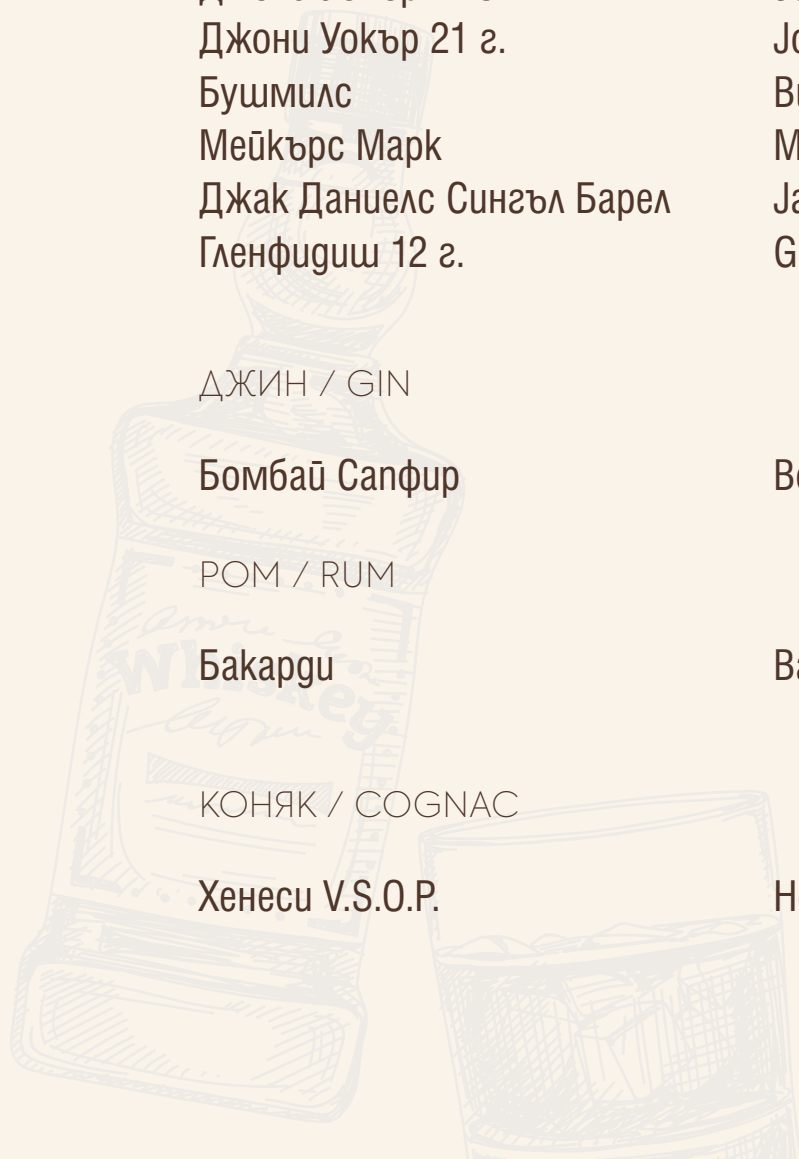 Джони Уокър 21 г.
Бушмилс
Мейкърс Марк
Джак Даниелс Сингъл Барел
Гленфидиш 12 г.
ДЖИН / GIN
Бомбай Сапфир
РОМ / RUM
Бакарди
Whiskey
КОНЯК / COGNAC
Хенеси V.S.O.P.